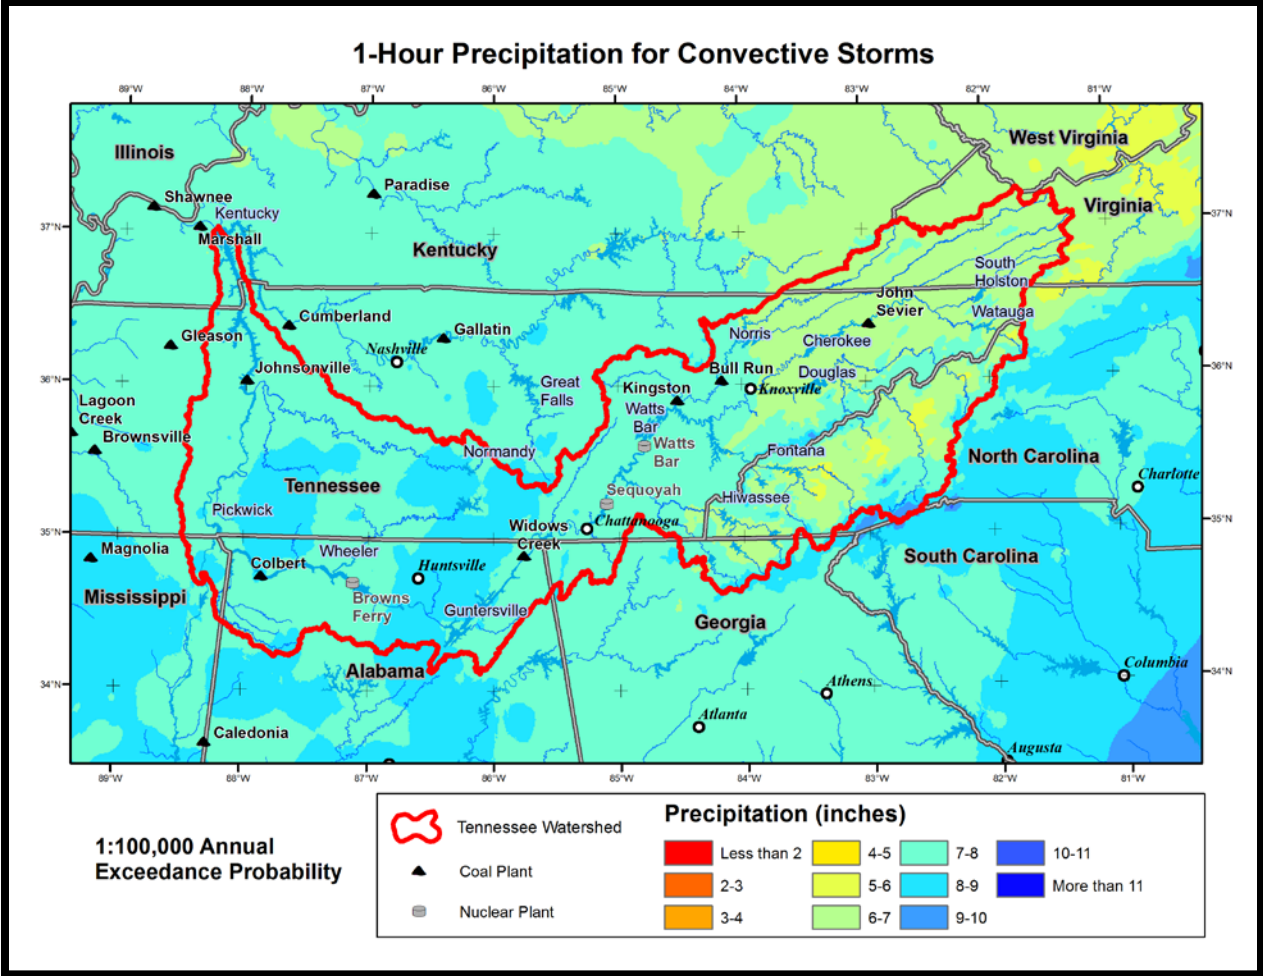 1-Hour Precipitation for Convective Storms
89°W 88°W 87°W 86°W 85°W 84°W 83°W 82°W 81°W
West Virginia
Illinois
Paradise
Shawnee
Virginia
Kentucky
37°N
37°N
Marshall
Kentucky
South
Holston
John
Sevier
Watauga
Cumberland
Gallatin
Norris
Gleason
Nashville
Cherokee
36°N
36°N
Johnsonville
Bull Run
Douglas
Great
Falls
Kingston
Knoxville
Lagoon
Creek
Watts
Bar
Brownsville
Watts
Bar
Normandy
Fontana
North Carolina
Charlotte
Tennessee
Sequoyah
Hiwassee
Pickwick
Chattanooga
35°N
35°N
Widows
Creek
Magnolia
Wheeler
South Carolina
Colbert
Huntsville
Mississippi
Browns
Ferry
Guntersville
Georgia
Alabama
Columbia
34°N
34°N
Athens
Atlanta
Caledonia
Augusta
89°W 88°W 87°W 86°W 85°W 84°W 83°W 82°W 81°W
1:100,000 Annual
Exceedance Probability
Tennessee Watershed
Coal Plant
Nuclear Plant
Precipitation (inches)
Less than 2 4-5 7-8 10-11
2-3 5-6 8-9 More than 11
3-4 6-7 9-10